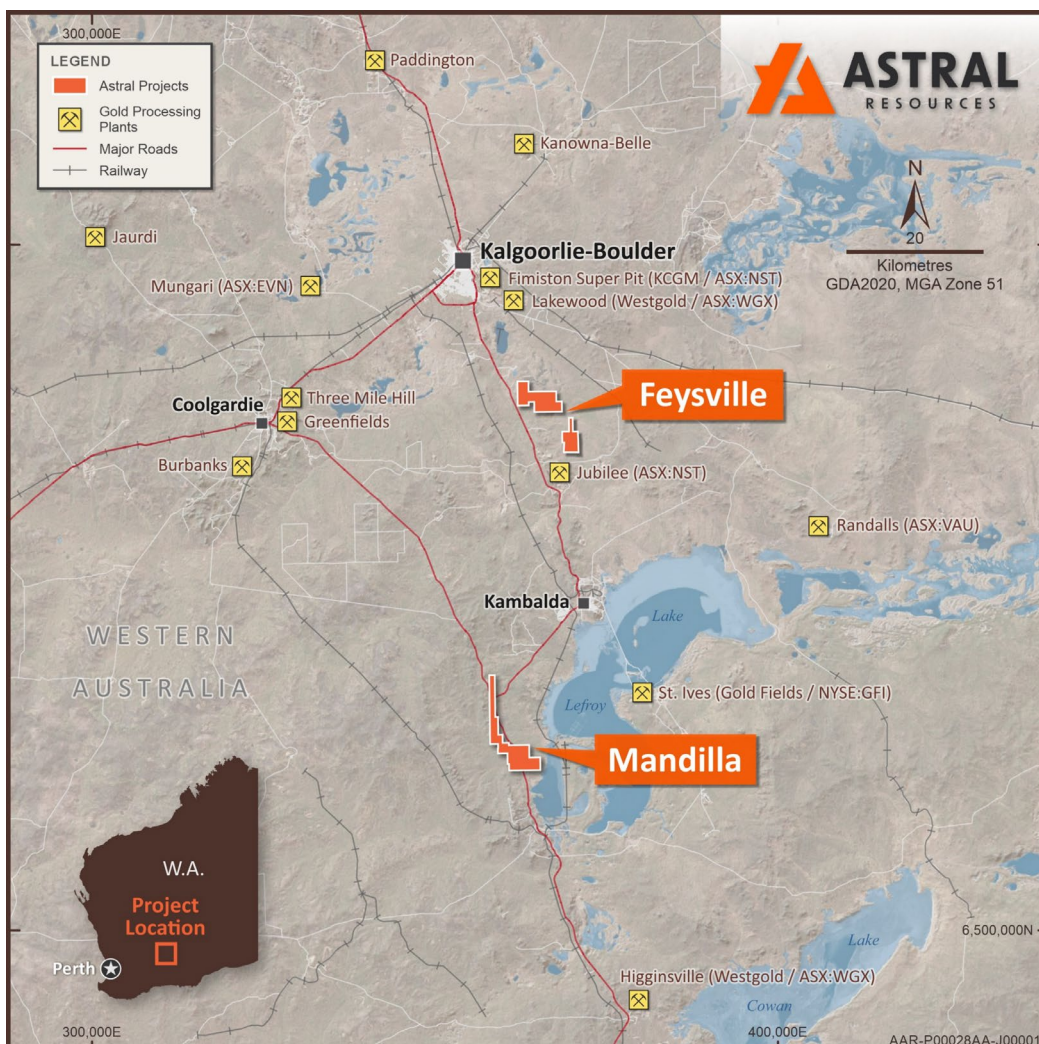 300,000E
LEGEND
Astral Projects
Gold Processing
Plants
Major Roads
Railway
ASTRAL
RESOURCES
N
20
Kilometres
GDA2020, MGA Zone 51
Paddington
Kanowna-Belle
Jaurdi
Kalgoorlie-Boulder
Mungari (ASX:EVN)
Fimiston Super Pit (KCGM / ASX:NST)
Lakewood (Westgold / ASX:WGX)
Feysville
Three Mile Hill
Coolgardie
Greenfields
Burbanks
Jubilee (ASX:NST)
Randalls (ASX:VAU)
Kambalda
Lake
Lefroy
WESTERN
AUSTRALIA
St. Ives (Gold Fields / NYSE:GFI)
Mandilla
W.A.
Project
Location
Perth
6,500,000N
Lake
Cowan
Higginsville (Westgold / ASX:WGX)
300,000E
400,000E
AAR-P00028AA-J00001